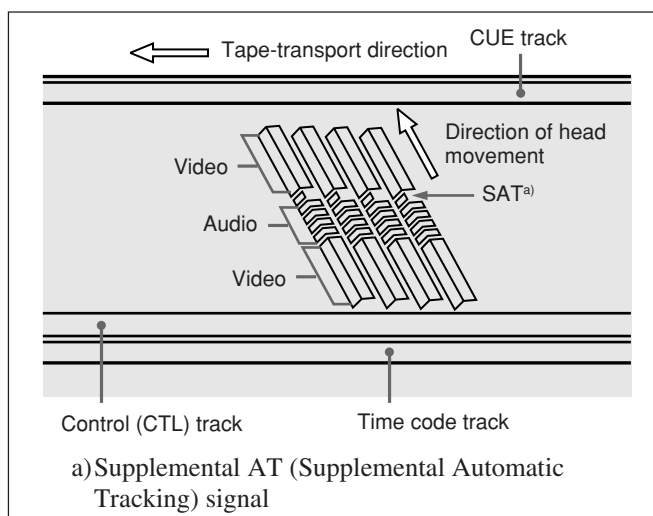 Tape-transport direction
CUE track
Direction of head
movement
Video
SATa)
Audio
Video
Control (CTL) track
Time code track
a)Supplemental AT (Supplemental Automatic
Tracking) signal